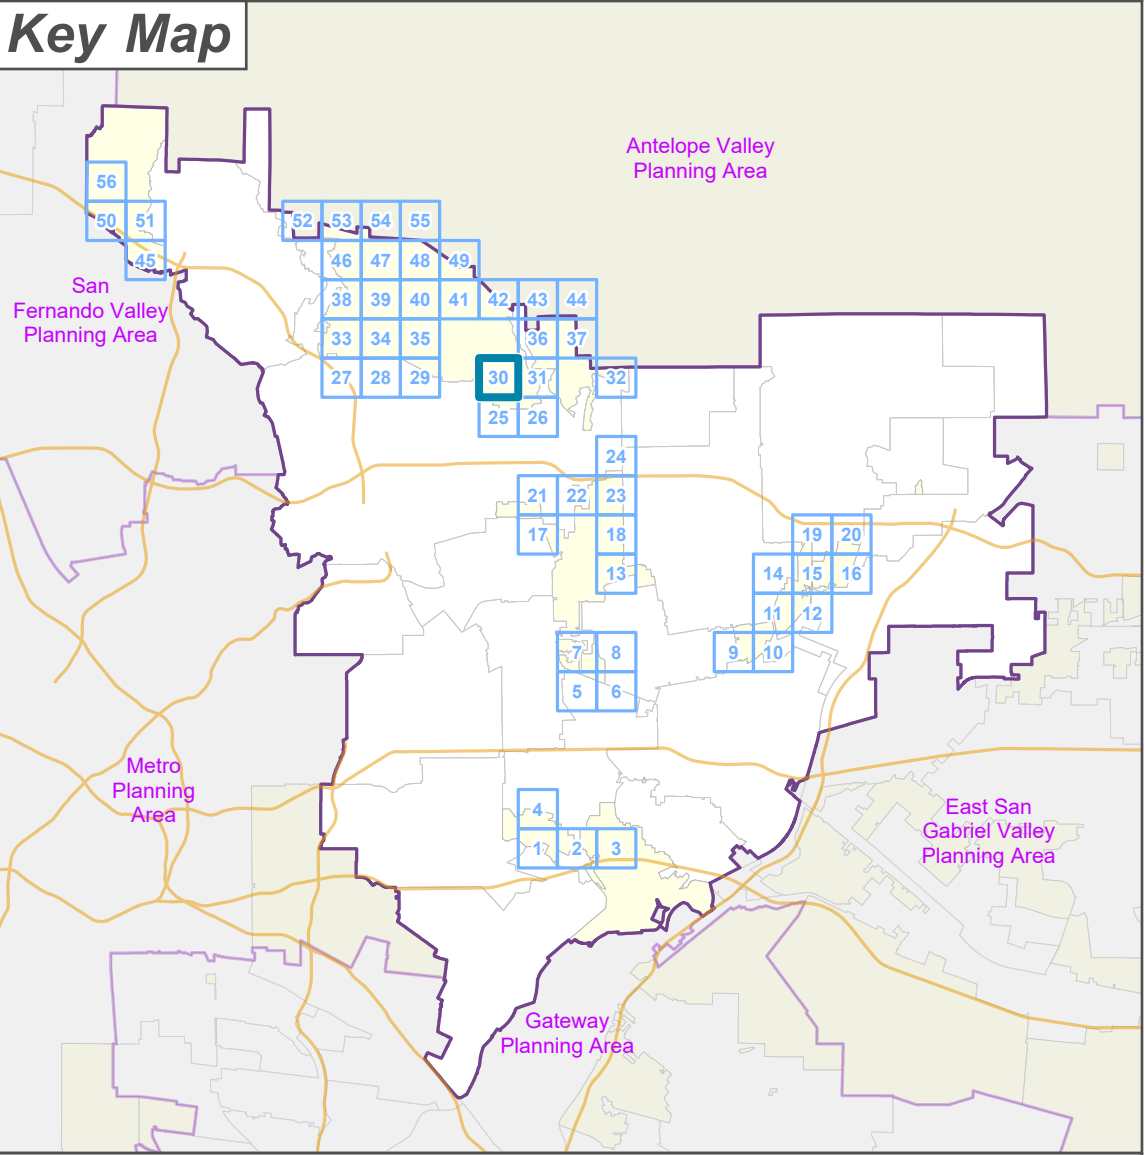 Key Map
Antelope Valley
Planning Area
56
50 51
45
52 53 54 55
46 47 48 49
San
Fernando Valley
Planning Area
38 39 40 41 42 43 44
33 34 35 36 37
27 28 29 30 31 32
25 26
24
21 22 23
17 18
19 20
13
14 15 16
11 12
7 8
9 10
5 6
Metro
Planning
Area
4
1 2 3
East San
Gabriel Valley
Planning Area
Gateway
Planning Area